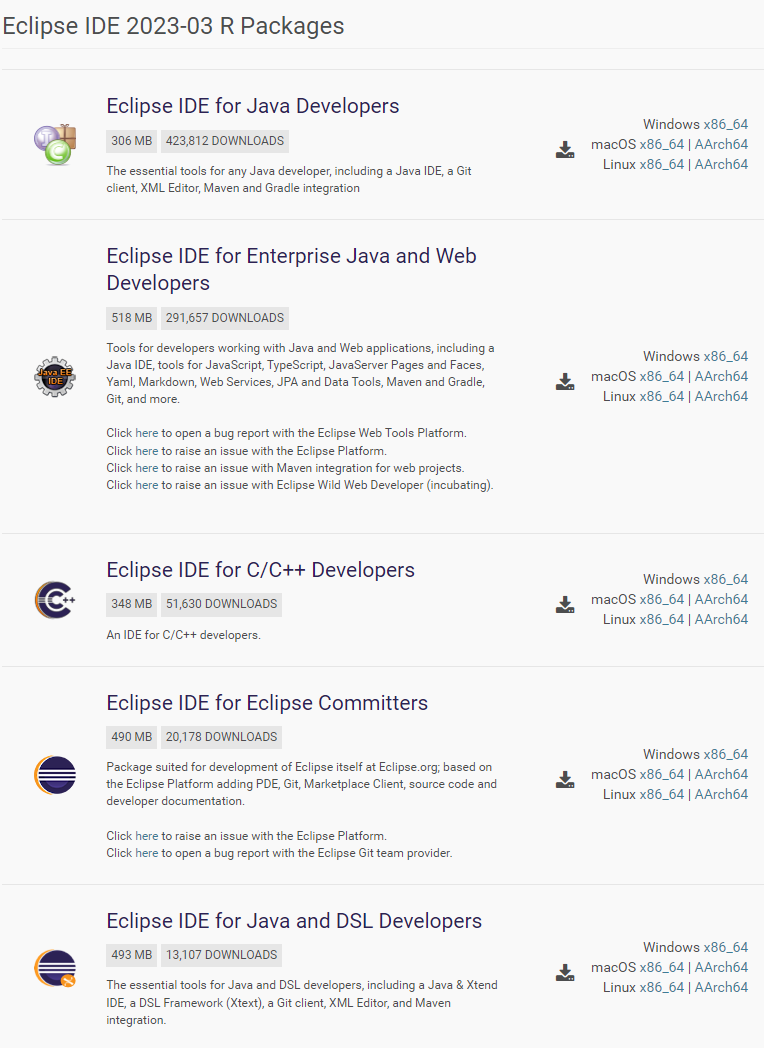 Eclipse IDE 2023-03 R Packages
Eclipse IDE for Java Developers
306 MB 423,812 DOWNLOADS
The essential tools for any Java developer, including a Java IDE, a Git
client, XML Editor, Maven and Gradle integration
Windows x86_64
macOS x86_64 | AArch64
Linux x86_64 | AArch64
J
C
Eclipse IDE for Enterprise Java and Web
Developers
518 MB 291,657 DOWNLOADS
Tools for developers working with Java and Web applications, including a
Java IDE, tools for JavaScript, TypeScript, JavaServer Pages and Faces,
Yaml, Markdown, Web Services, JPA and Data Tools, Maven and Gradle,
Git, and more.
Click here to open a bug report with the Eclipse Web Tools Platform.
Click here to raise an issue with the Eclipse Platform.
Click here to raise an issue with Maven integration for web projects.
Click here to raise an issue with Eclipse Wild Web Developer (incubating).
Java EE
IDE
Windows x86_64
macOS x86_64 | AArch64
Linux x86_64 | AArch64
Eclipse IDE for C/C++ Developers
348 MB 51,630 DOWNLOADS
An IDE for C/C++ developers.
C++
Windows x86_64
macOS x86_64 | AArch64
Linux x86_64 | AArch64
Eclipse IDE for Eclipse Committers
490 MB 20,178 DOWNLOADS
Package suited for development of Eclipse itself at Eclipse.org; based on
the Eclipse Platform adding PDE, Git, Marketplace Client, source code and
developer documentation.
Click here to raise an issue with the Eclipse Platform.
Click here to open a bug report with the Eclipse Git team provider.
Windows x86_64
macOS x86_64 | AArch64
Linux x86_64 | AArch64
Eclipse IDE for Java and DSL Developers
493 MB 13,107 DOWNLOADS
The essential tools for Java and DSL developers, including a Java & Xtend
IDE, a DSL Framework (Xtext), a Git client, XML Editor, and Maven
integration.
Windows x86_64
macOS x86_64 | AArch64
Linux x86_64 | AArch64